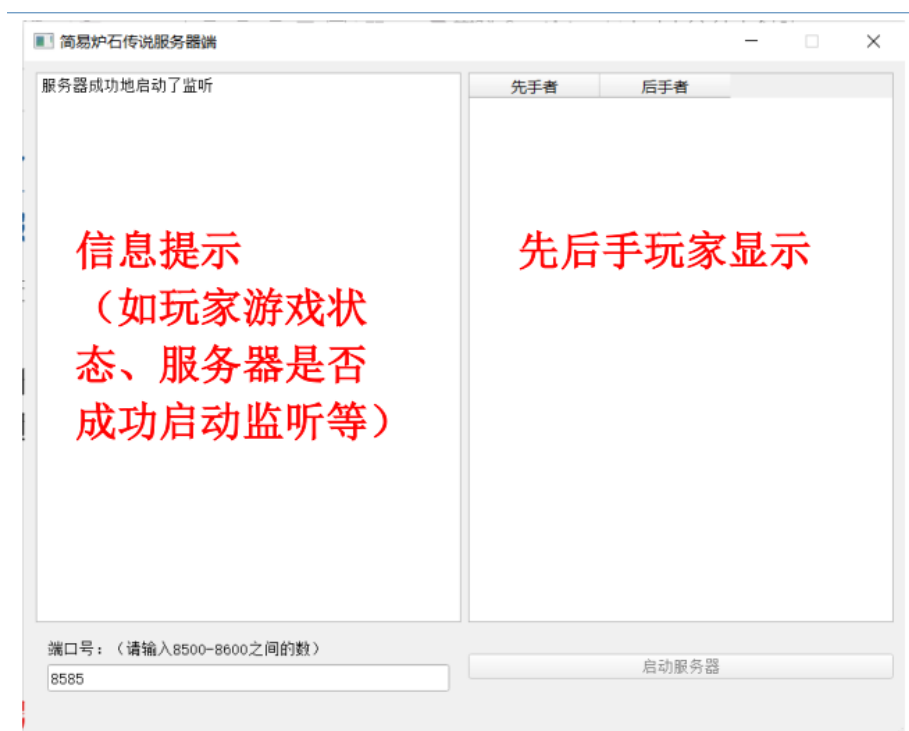 简易炉石传说服务器端
服务器成功地启动了监听
先手者 后手者
信息提示
（如玩家游戏状
态、服务器是否
成功启动监听等）
先后手玩家显示
端口号：（请输入8500-8600之间的数）
8585
启动服务器